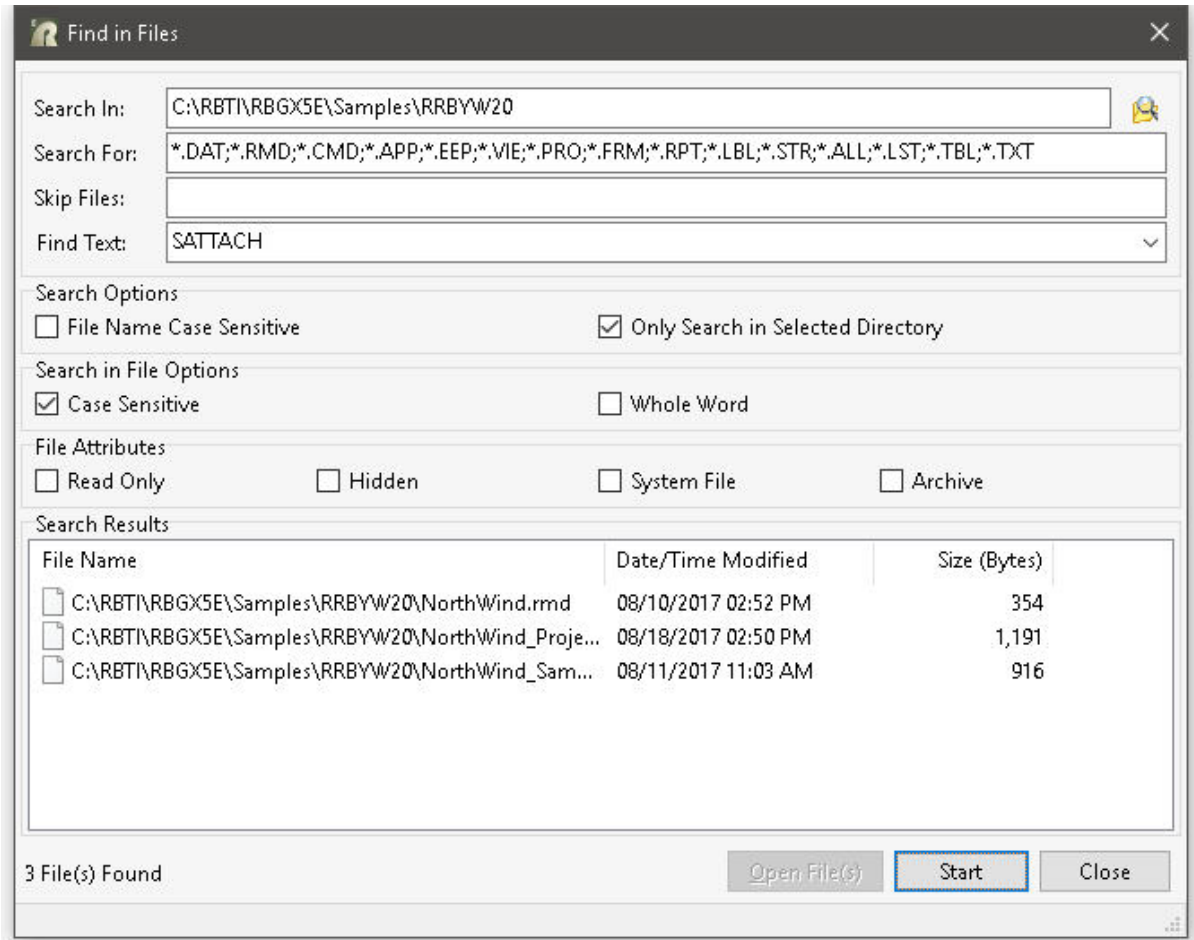 Find in Files
Search In: C:\RBTI\RBGX5E\Samples\RRBYW20
Search For: *.DAT;*.RMD;*.CMD;*.APP;*.EEP;*.VIE;*.PRO;*.FRM;*.RPT;*.LBL;*.STR;*.ALL;*.LST;*.TBL;*.TXT
Skip Files:
Find Text: SATTACH
Search Options
File Name Case Sensitive Only Search in Selected Directory
Search in File Options
Case Sensitive Whole Word
File Attributes
Read Only Hidden System File Archive
Search Results
File Name Date/Time Modified Size (Bytes)
C:\RBTI\RBGX5E\Samples\RRBYW20\NorthWind.rmd 08/10/2017 02:52 PM 354
C:\RBTI\RBGX5E\Samples\RRBYW20\NorthWind_Proje... 08/18/2017 02:50 PM 1,191
C:\RBTI\RBGX5E\Samples\RRBYW20\NorthWind_Sam... 08/11/2017 11:03 AM 916
3 File(s) Found Open File(s) Start Close